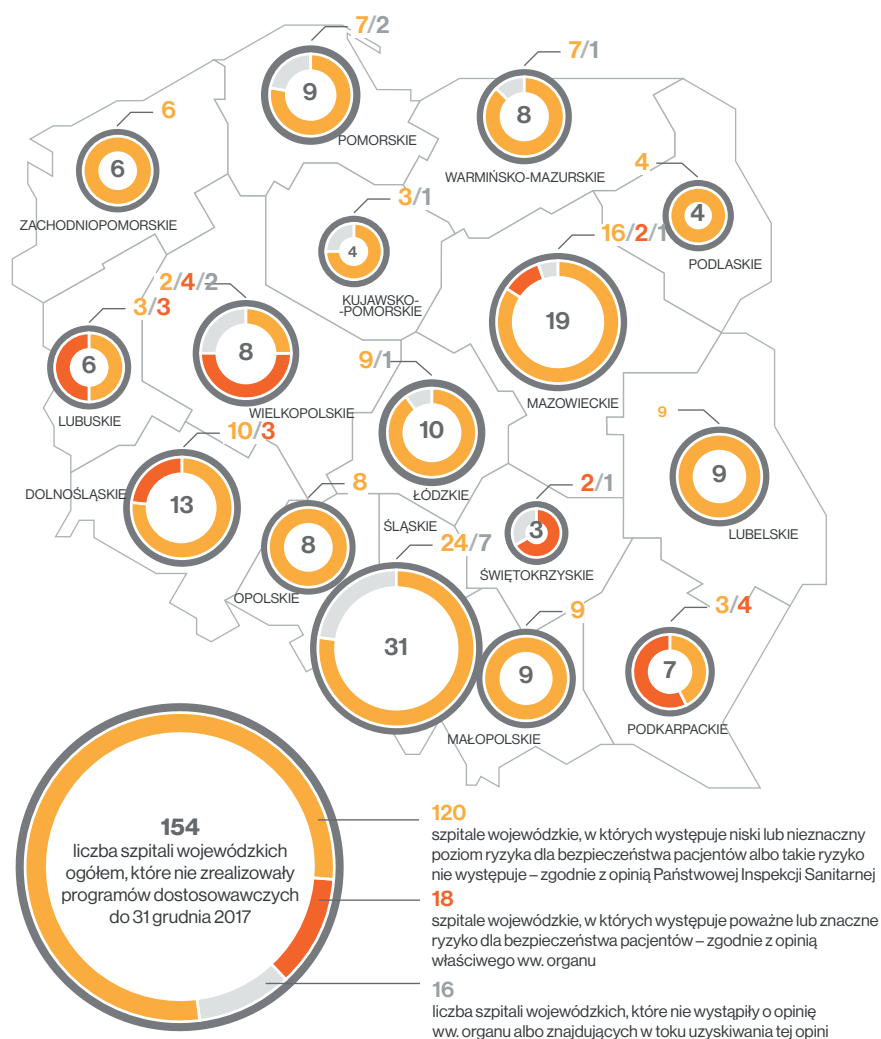 7/2
9
POMORSKIE
7/1
8
WARMIŃSKO-MAZURSKIE
6
6
ZACHODNIOPOMORSKIE
4
4
PODLASKIE
3/1
4
KUJAWSKO-
-POMORSKIE
16/2/1
19
MAZOWIECKIE
2/4/2
8
WIELKOPOLSKIE
3/3
6
LUBUSKIE
9/1
10
ŁÓDZKIE
9
9
LUBELSKIE
10/3
13
DOLNOŚLĄSKIE
8
8
OPOLSKIE
ŚLĄSKIE
24/7
31
2/1
3
ŚWIĘTOKRZYSKIE
9
9
MAŁOPOLSKIE
3/4
7
PODKARPACKIE
154
liczba szpitali wojewódzkich
ogółem, które nie zrealizowały
programów dostosowawczych
do 31 grudnia 2017
120
szpitale wojewódzkie, w których występuje niski lub nieznaczny
poziom ryzyka dla bezpieczeństwa pacjentów albo takie ryzyko
nie występuje – zgodnie z opinią Państwowej Inspekcji Sanitarnej
18
szpitale wojewódzkie, w których występuje poważne lub znaczne
ryzyko dla bezpieczeństwa pacjentów – zgodnie z opinią
właściwego ww. organu
16
liczba szpitali wojewódzkich, które nie wystąpiły o opinię
ww. organu albo znajdujących w toku uzyskiwania tej opini